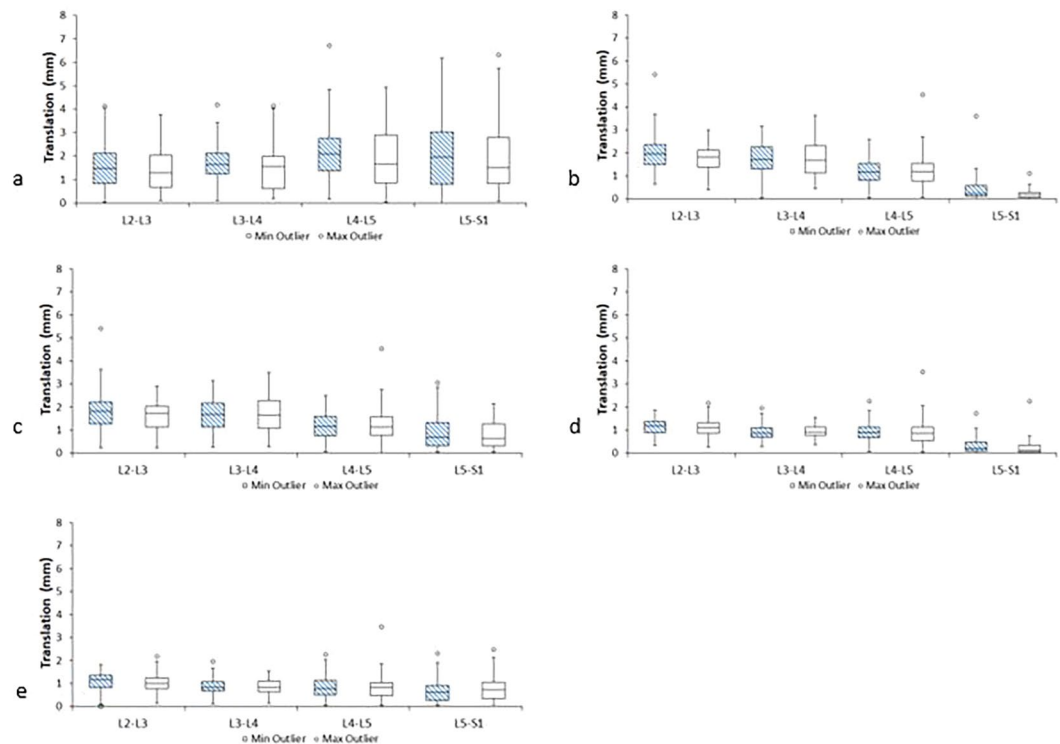 a
Translation (mm)
8
7
6
5
4
3
2
1
0
L2-L3 L3-L4 L4-L5 L5-S1
Min Outlier Max Outlier
b
Translation (mm)
8
7
6
5
4
3
2
1
0
L2-L3 L3-L4 L4-L5 L5-S1
Min Outlier Max Outlier
c
Translation (mm)
8
7
6
5
4
3
2
1
0
L2-L3 L3-L4 L4-L5 L5-S1
Min Outlier Max Outlier
d
Translation (mm)
8
7
6
5
4
3
2
1
0
L2-L3 L3-L4 L4-L5 L5-S1
Min Outlier Max Outlier
e
Translation (mm)
8
7
6
5
4
3
2
1
0
L2-L3 L3-L4 L4-L5 L5-S1
Min Outlier Max Outlier